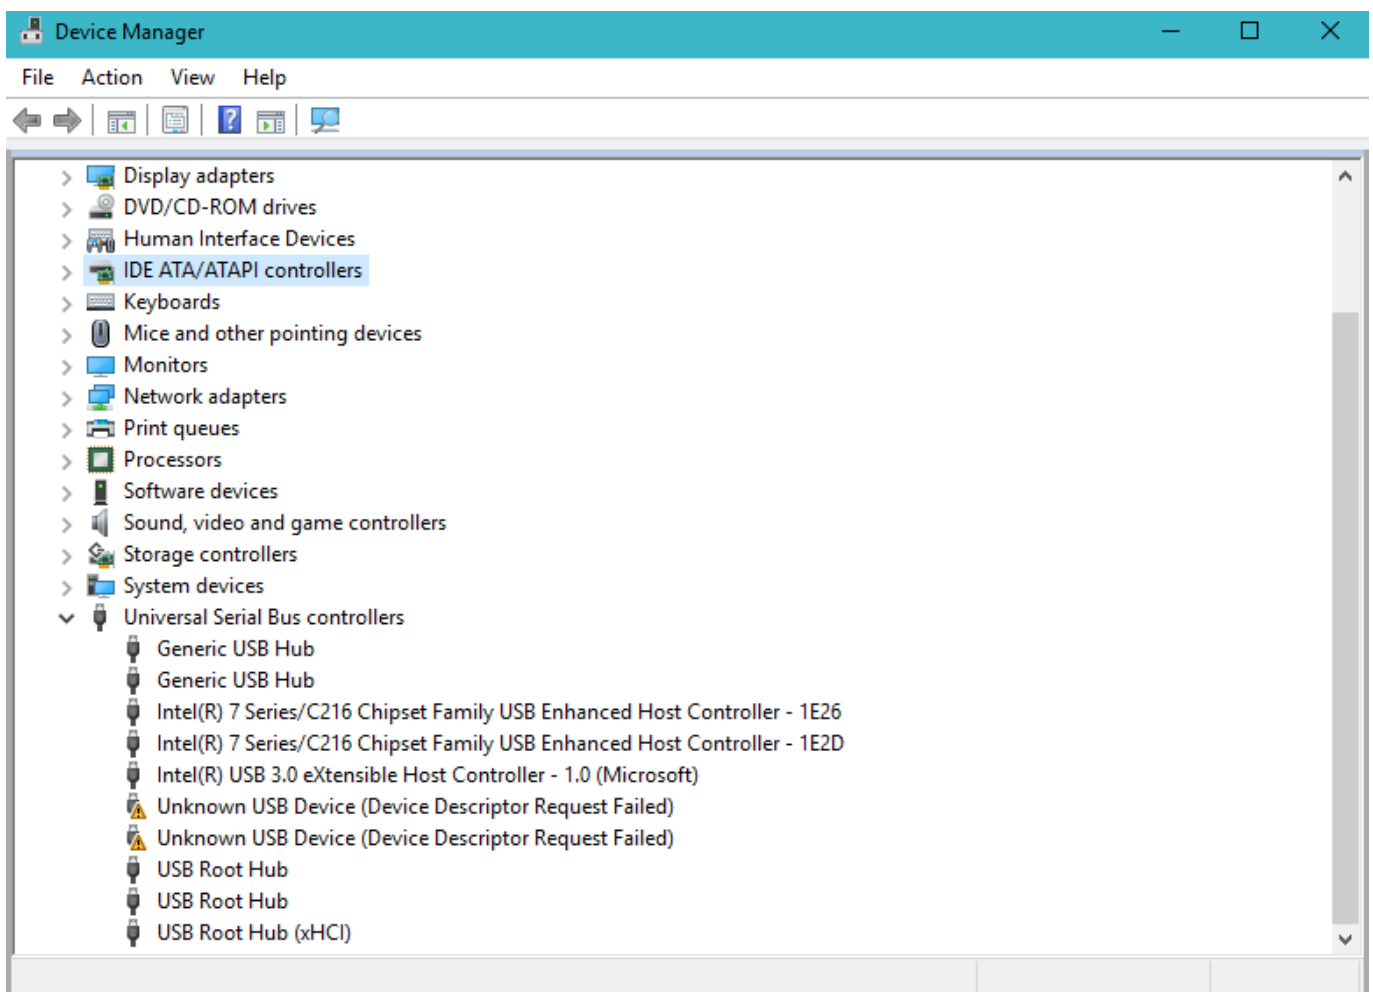 Device Manager
File Action View Help
Display adapters
DVD/CD-ROM drives
Human Interface Devices
IDE ATA/ATAPI controllers
Keyboards
Mice and other pointing devices
Monitors
Network adapters
Print queues
Processors
Software devices
Sound, video and game controllers
Storage controllers
System devices
Universal Serial Bus controllers
Generic USB Hub
Generic USB Hub
Intel(R) 7 Series/C216 Chipset Family USB Enhanced Host Controller - 1E26
Intel(R) 7 Series/C216 Chipset Family USB Enhanced Host Controller - 1E2D
Intel(R) USB 3.0 eXtensible Host Controller - 1.0 (Microsoft)
Unknown USB Device (Device Descriptor Request Failed)
Unknown USB Device (Device Descriptor Request Failed)
USB Root Hub
USB Root Hub
USB Root Hub (xHCI)